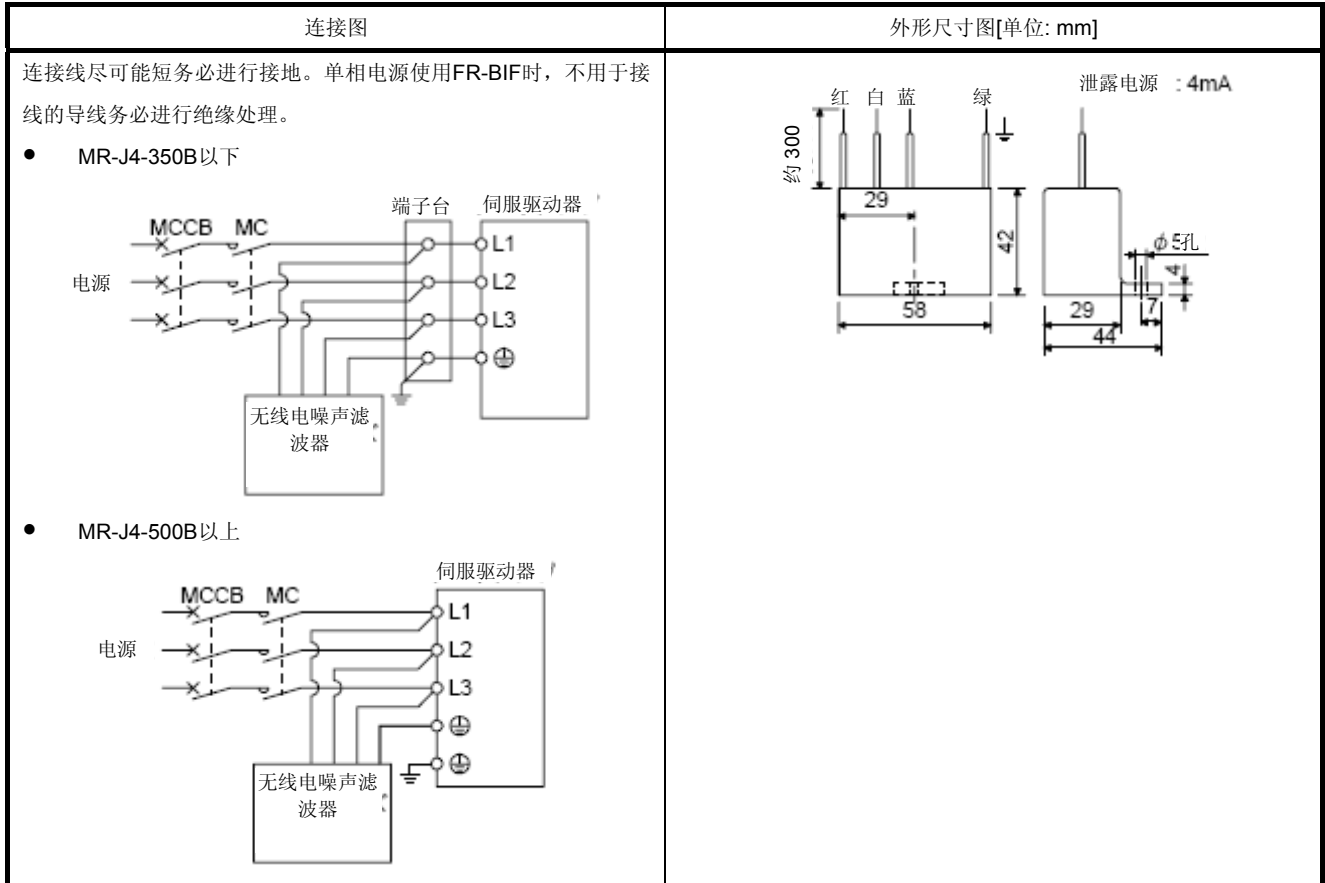 连接图
外形尺寸图[单位: mm]
连接线尽可能短务必进行接地。单相电源使用FR-BIF时，不用于接
线的导线务必进行绝缘处理。
● MR-J4-350B以下
端子台
伺服驱动器
MCCB MC
L1
电源
L2
L3
无线电噪声滤
波器
● MR-J4-500B以上
伺服驱动器
MCCB MC
L1
电源
L2
L3
无线电噪声滤
波器
红 白 蓝 绿
泄露电源 : 4mA
约 300
29
42
58
φ 5孔
4
29
7
44